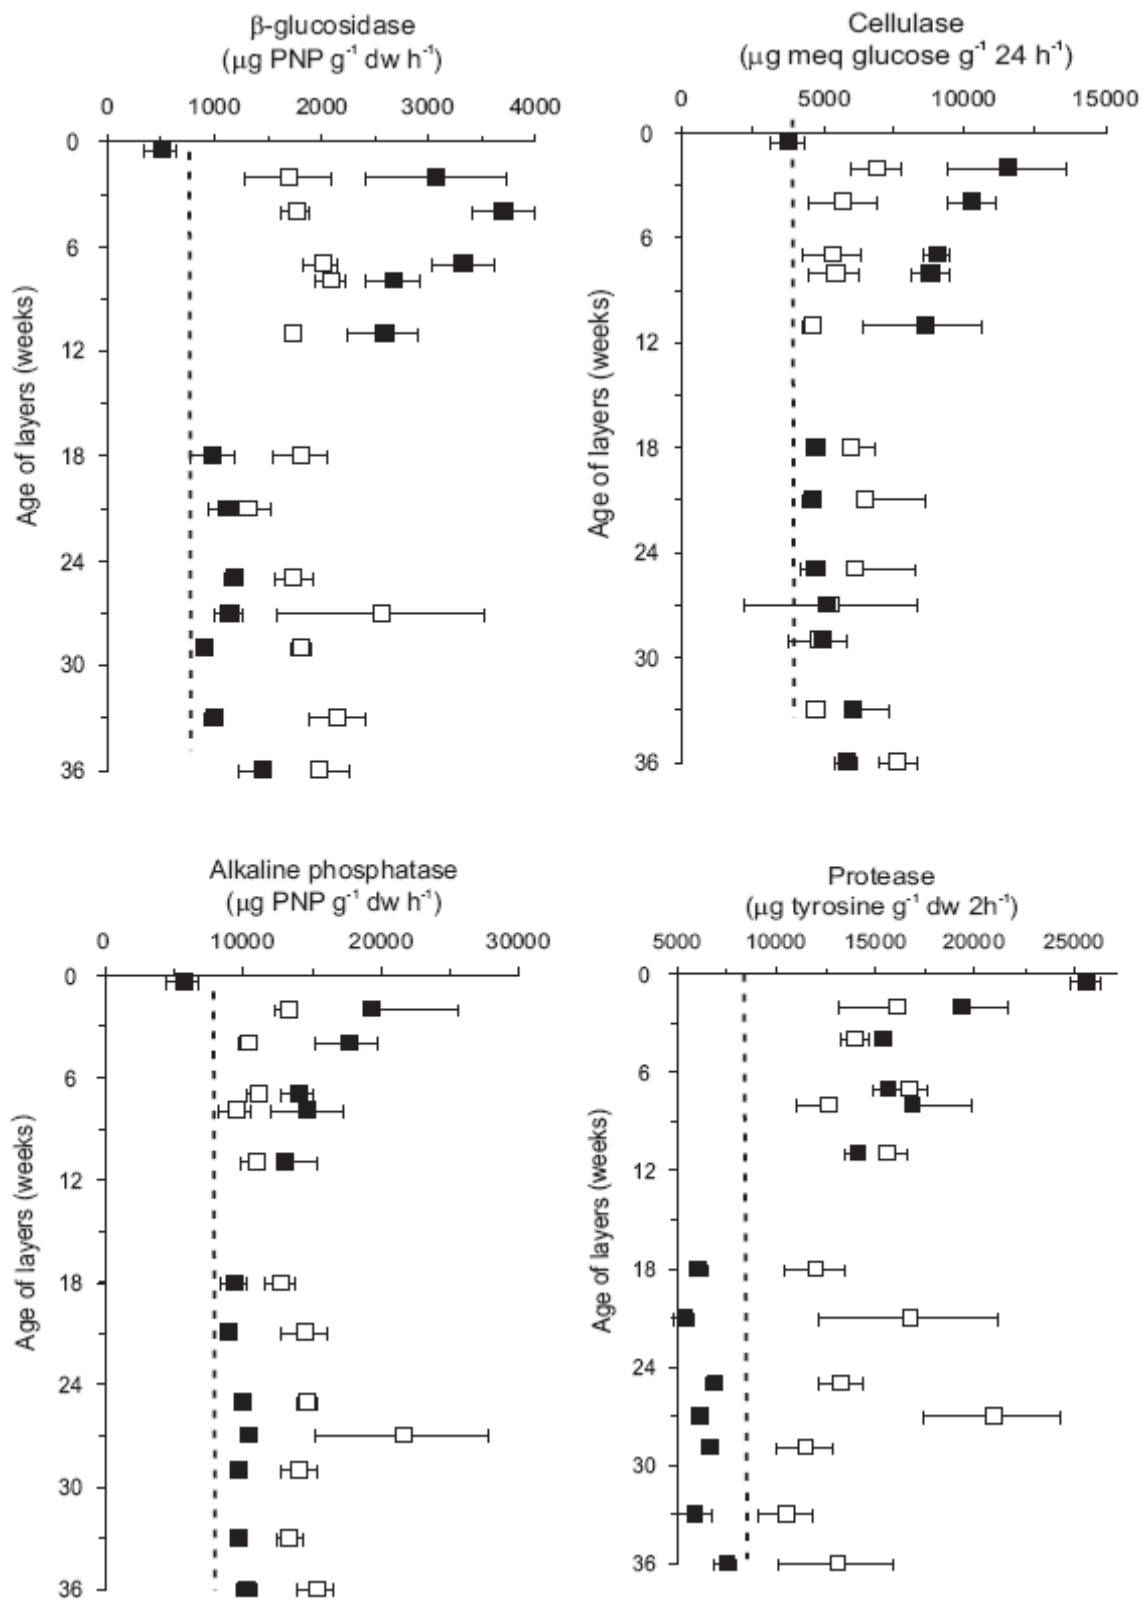 β-glucosidase
(μg PNP g⁻¹ dw h⁻¹)
0 1000 2000 3000 4000
0
6
12
18
24
30
36
Age of layers (weeks)
Cellulase
(μg meq glucose g⁻¹ 24 h⁻¹)
0 5000 10000 15000
0
6
12
18
24
30
36
Age of layers (weeks)
Alkaline phosphatase
(μg PNP g⁻¹ dw h⁻¹)
0 10000 20000 30000
0
6
12
18
24
30
36
Age of layers (weeks)
Protease
(μg tyrosine g⁻¹ dw 2h⁻¹)
5000 10000 15000 20000 25000
0
6
12
18
24
30
36
Age of layers (weeks)